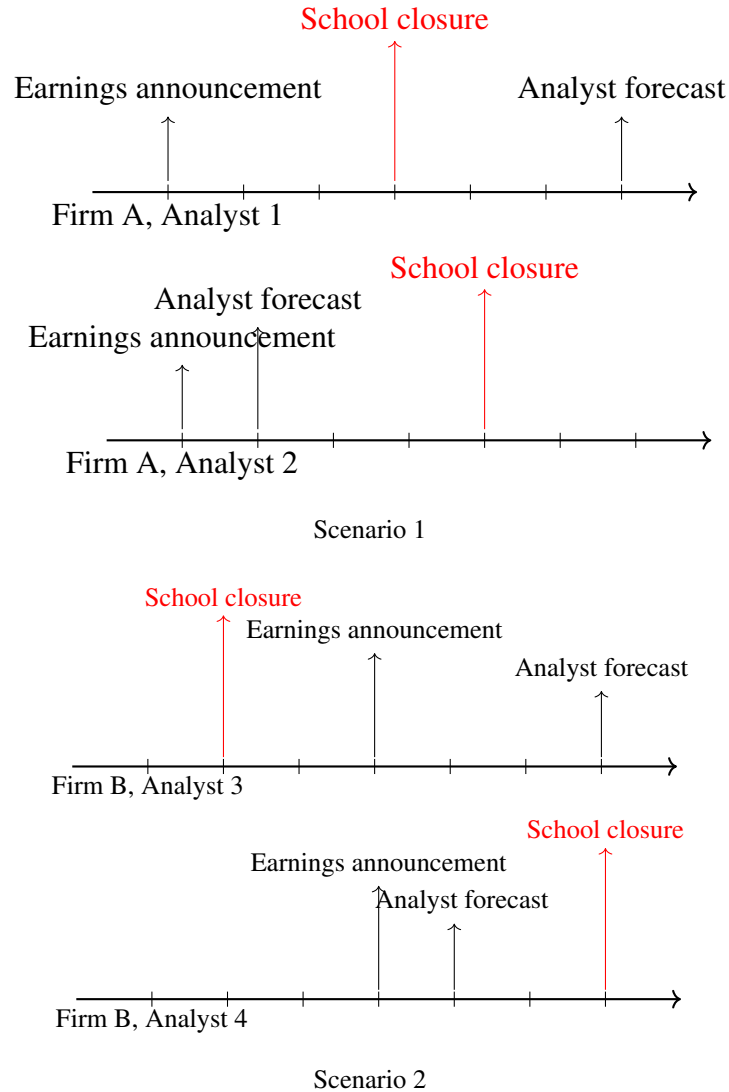 School closure
Earnings announcement
Analyst forecast
Firm A, Analyst 1
School closure
Analyst forecast
Earnings announcement
Firm A, Analyst 2
Scenario 1
School closure
Earnings announcement
Analyst forecast
Firm B, Analyst 3
School closure
Earnings announcement
Analyst forecast
Firm B, Analyst 4
Scenario 2